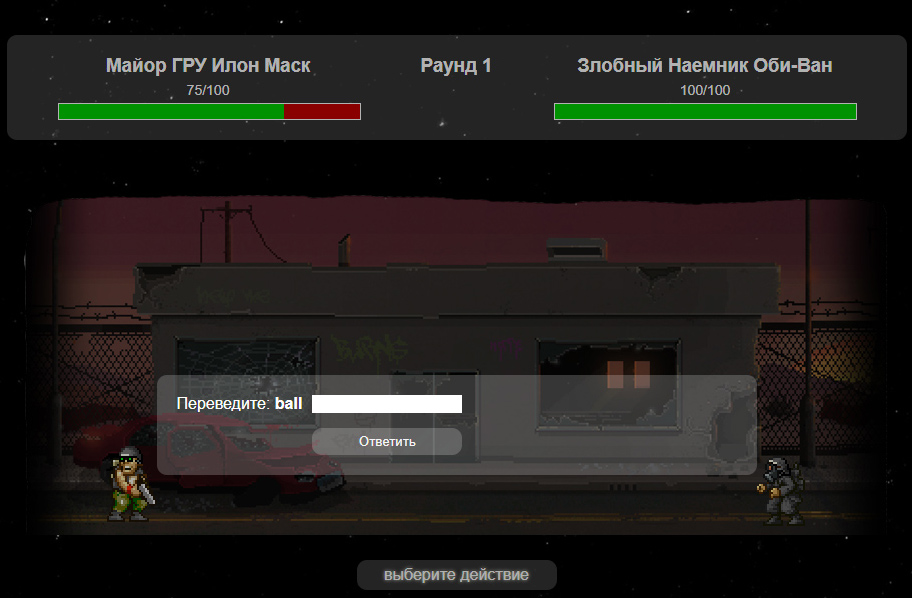 Майор ГРУ Илон Маск
75/100
Раунд 1
Злобный Наемник Оби-Ван
100/100
Переведите: ball
Ответить
выберите действие